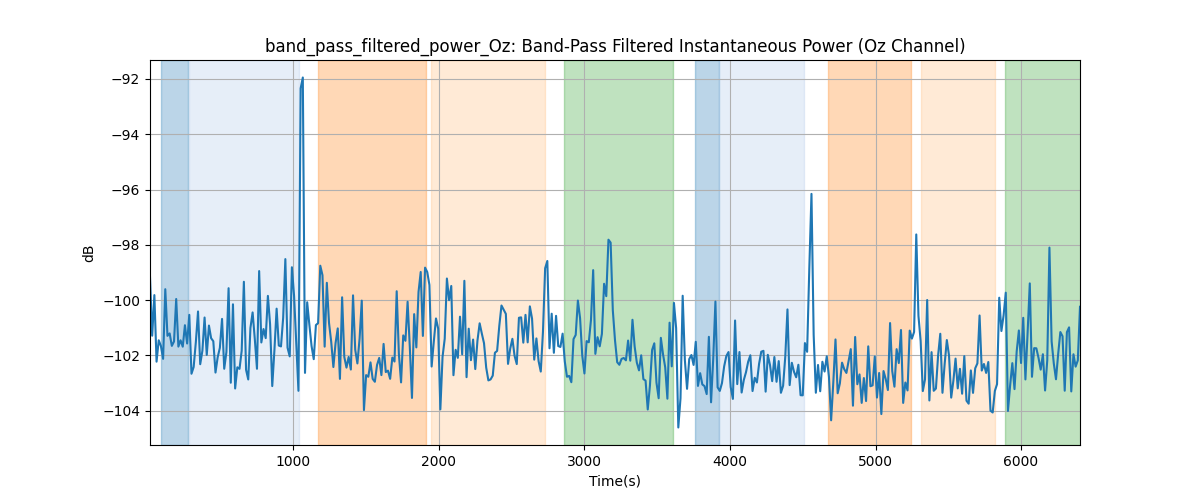 band_pass_filtered_power_Oz: Band-Pass Filtered Instantaneous Power (Oz Channel)
−92
−94
−96
−98
−100
−102
−104
dB
1000 2000 3000 4000 5000 6000
Time(s)